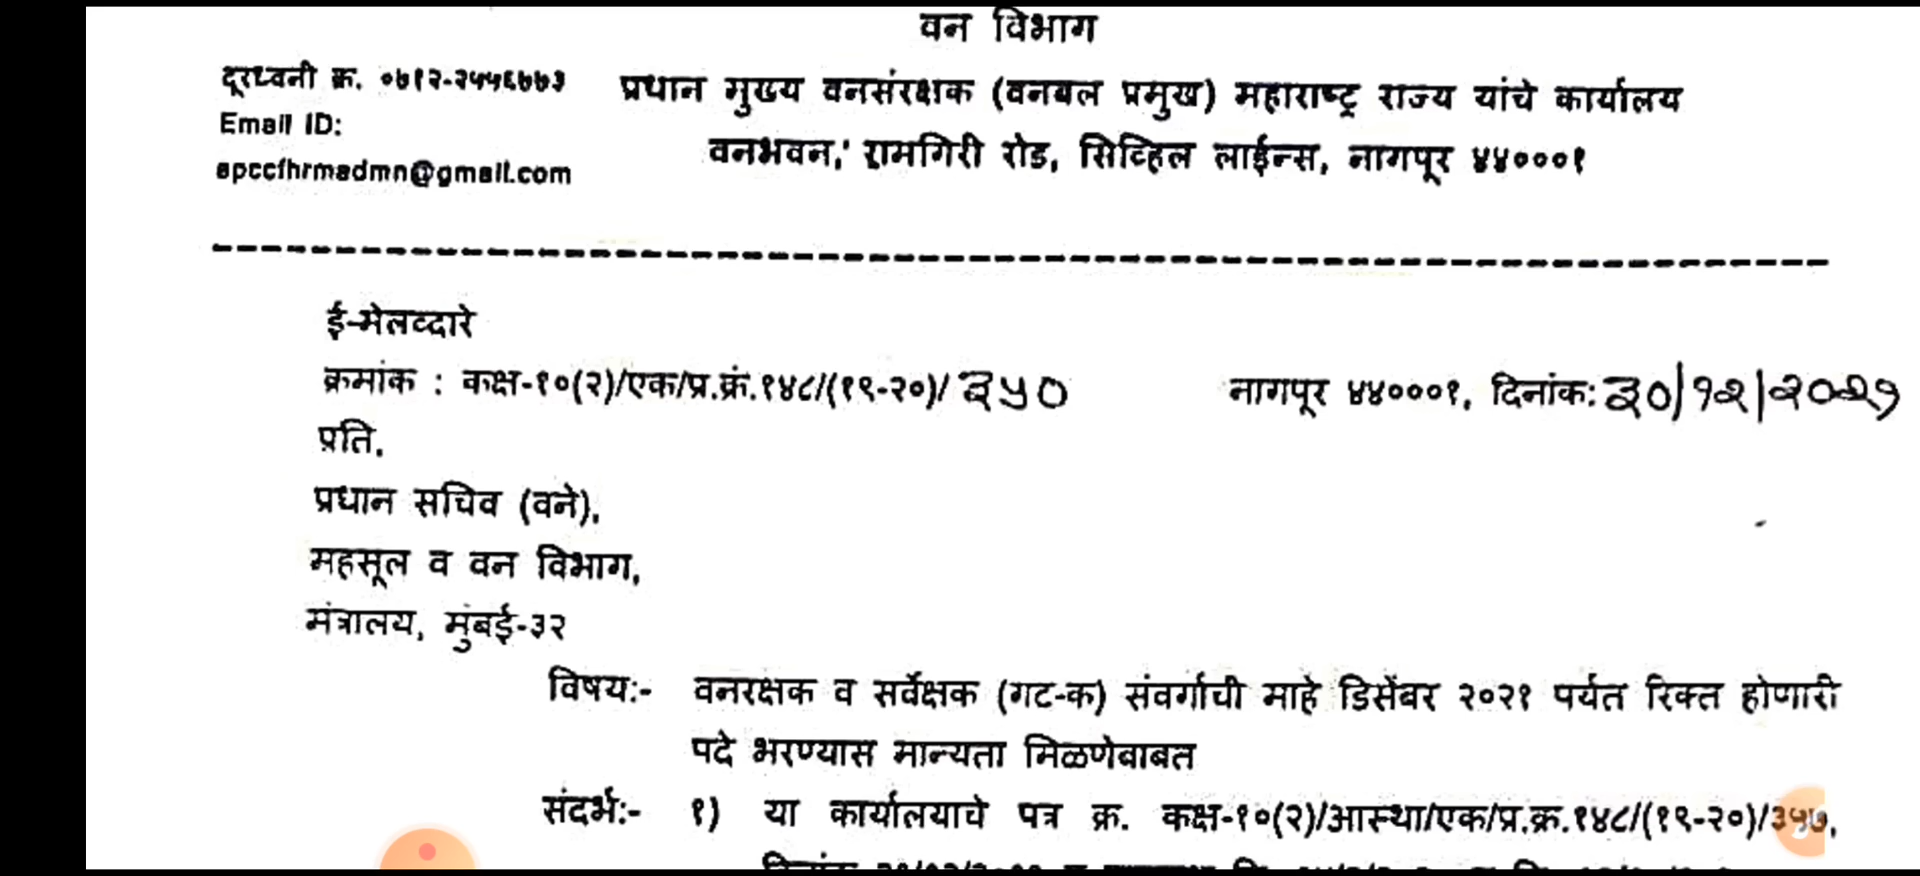 वन विभाग
दूरध्वनी क्र. ०७१२-२५५६७७३
प्रधान मुख्य वनसंरक्षक (वनबल प्रमुख) महाराष्ट्र राज्य यांचे कार्यालय
Email ID:
apccfhrmadmn@gmail.com
वनभवन, रामगिरी रोड, सिव्हिल लाईन्स, नागपूर ४४०००१
ई-मेलव्दारे
क्रमांक : कक्ष-१०(२)/एक/प्र.क्रं.१४८/(१९-२०)/ ३५० नागपूर ४४०००१, दिनांक: ३०/१२/२०२१
प्रति,
प्रधान सचिव (वने),
महसूल व वन विभाग,
मंत्रालय, मुंबई-३२
विषय:- वनरक्षक व सर्वेक्षक (गट-क) संवर्गाची माहे डिसेंबर २०२१ पर्यंत रिक्त होणारी
पदे भरण्यास मान्यता मिळणेबाबत
संदर्भ:- १) या कार्यालयाचे पत्र क्र. कक्ष-१०(२)/आस्था/एक/प्र.क्र.१४८/(१९-२०)/३५७,